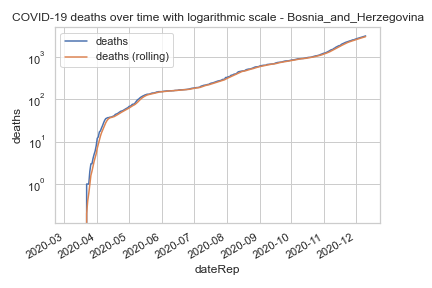 COVID-19 deaths over time with logarithmic scale - Bosnia_and_Herzegovina
deaths
deaths (rolling)
10³
10²
10¹
10⁰
deaths
2020-03
2020-04
2020-05
2020-06
2020-07
2020-08
2020-09
2020-10
2020-11
2020-12
dateRep